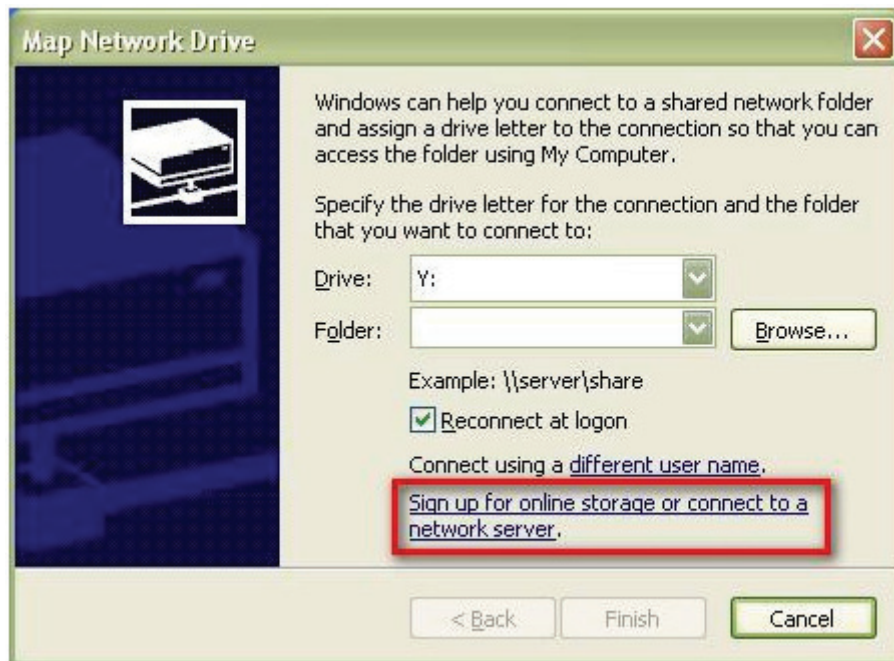 Map Network Drive
Windows can help you connect to a shared network folder
and assign a drive letter to the connection so that you can
access the folder using My Computer.
Specify the drive letter for the connection and the folder
that you want to connect to:
Drive: Y:
Folder: Browse...
Example: \\server\share
Reconnect at logon
Connect using a different user name.
Sign up for online storage or connect to a
network server.
< Back Finish Cancel